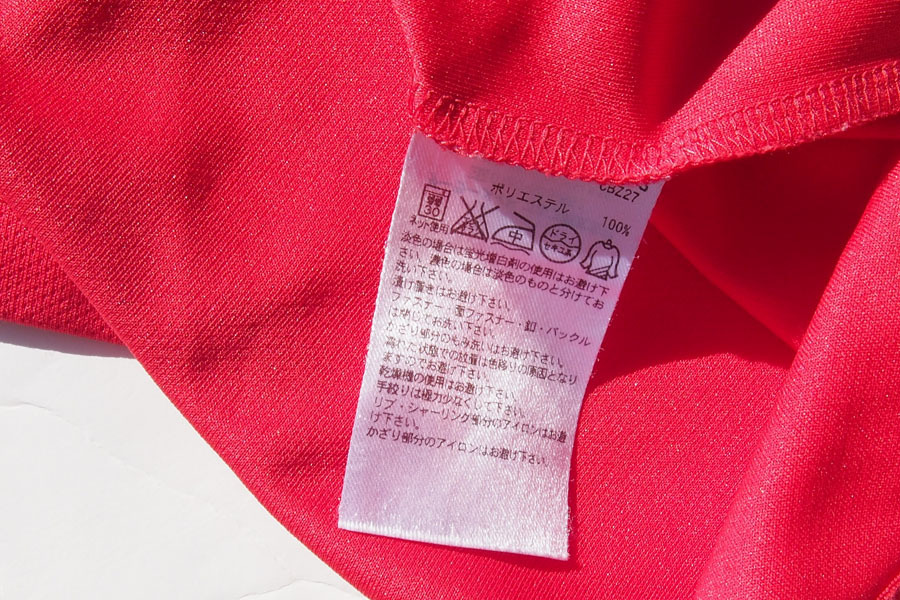 CBZ27
ポリエステル 100%
30
ネット使用
中
ドライ
セキユ系
淡色の場合は蛍光増白剤の使用はお避け下
さい。濃色の場合は淡色のものと分けてお
洗い下さい。
漬け置きはお避け下さい。
ファスナー・面ファスナー・釦・バックル
は閉じてお洗い下さい。
かざり部分のもみ洗いはお避け下さい。
濡れた状態での放置は色移りの原因となり
ますのでお避け下さい。
乾燥機の使用はお避け下さい。
手絞りは極力少なくして下さい。
リブ・シャーリング部分のアイロンはお避
け下さい。
かざり部分のアイロンはお避け下さい。